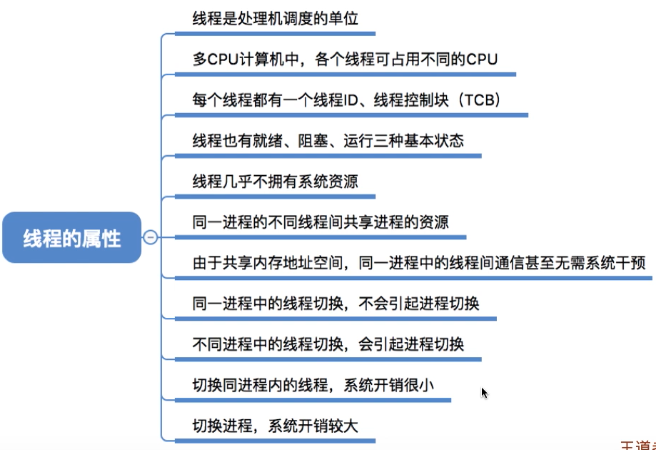 线程是处理机调度的单位
多CPU计算机中，各个线程可占用不同的CPU
每个线程都有一个线程ID、线程控制块（TCB）
线程也有就绪、阻塞、运行三种基本状态
线程几乎不拥有系统资源
同一进程的不同线程间共享进程的资源
线程的属性
由于共享内存地址空间，同一进程中的线程间通信甚至无需系统干预
同一进程中的线程切换，不会引起进程切换
不同进程中的线程切换，会引起进程切换
切换同进程内的线程，系统开销很小
切换进程，系统开销较大
王道